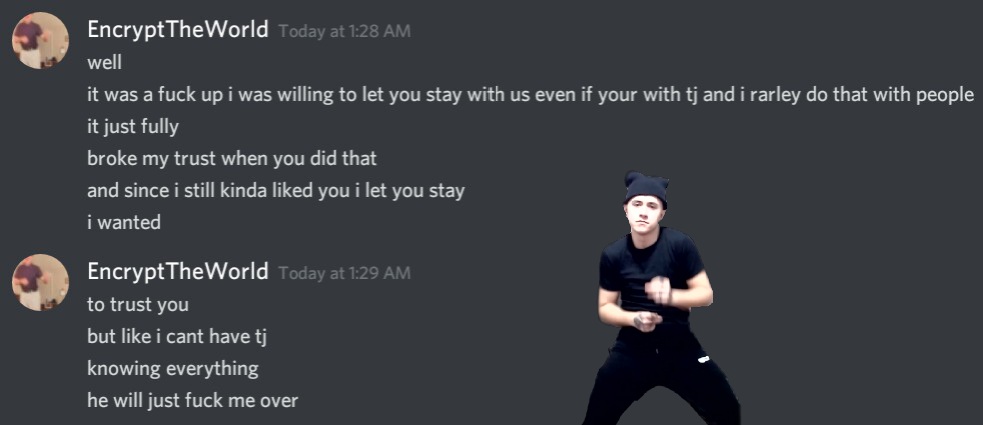 EncryptTheWorld Today at 1:28 AM
well
it was a fuck up i was willing to let you stay with us even if your with tj and i rarley do that with people
it just fully
broke my trust when you did that
and since i still kinda liked you i let you stay
i wanted
EncryptTheWorld Today at 1:29 AM
to trust you
but like i cant have tj
knowing everything
he will just fuck me over